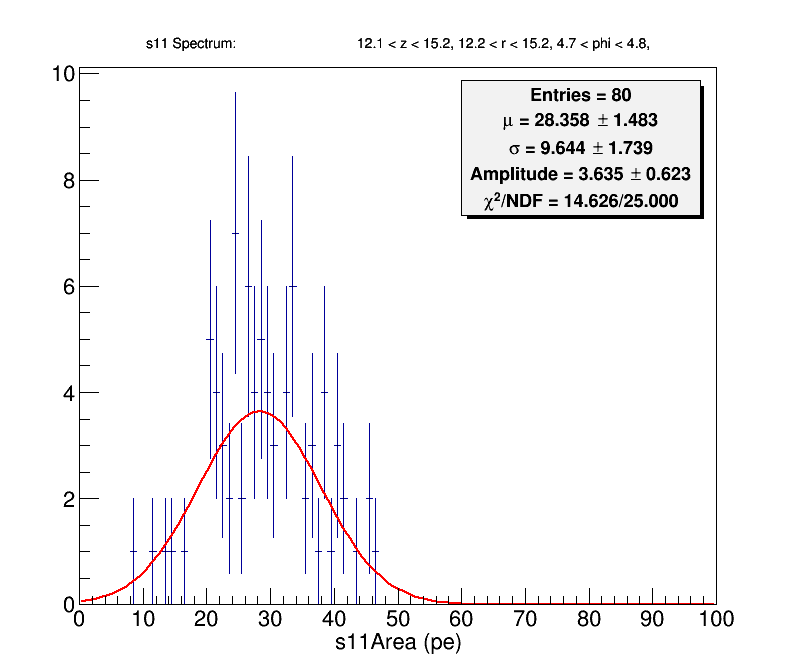 s11 Spectrum: 12.1 < z < 15.2, 12.2 < r < 15.2, 4.7 < phi < 4.8,
Entries = 80
μ = 28.358 ± 1.483
σ = 9.644 ± 1.739
Amplitude = 3.635 ± 0.623
χ²/NDF = 14.626/25.000
10
8
6
4
2
0
0 10 20 30 40 50 60 70 80 90 100
s11Area (pe)